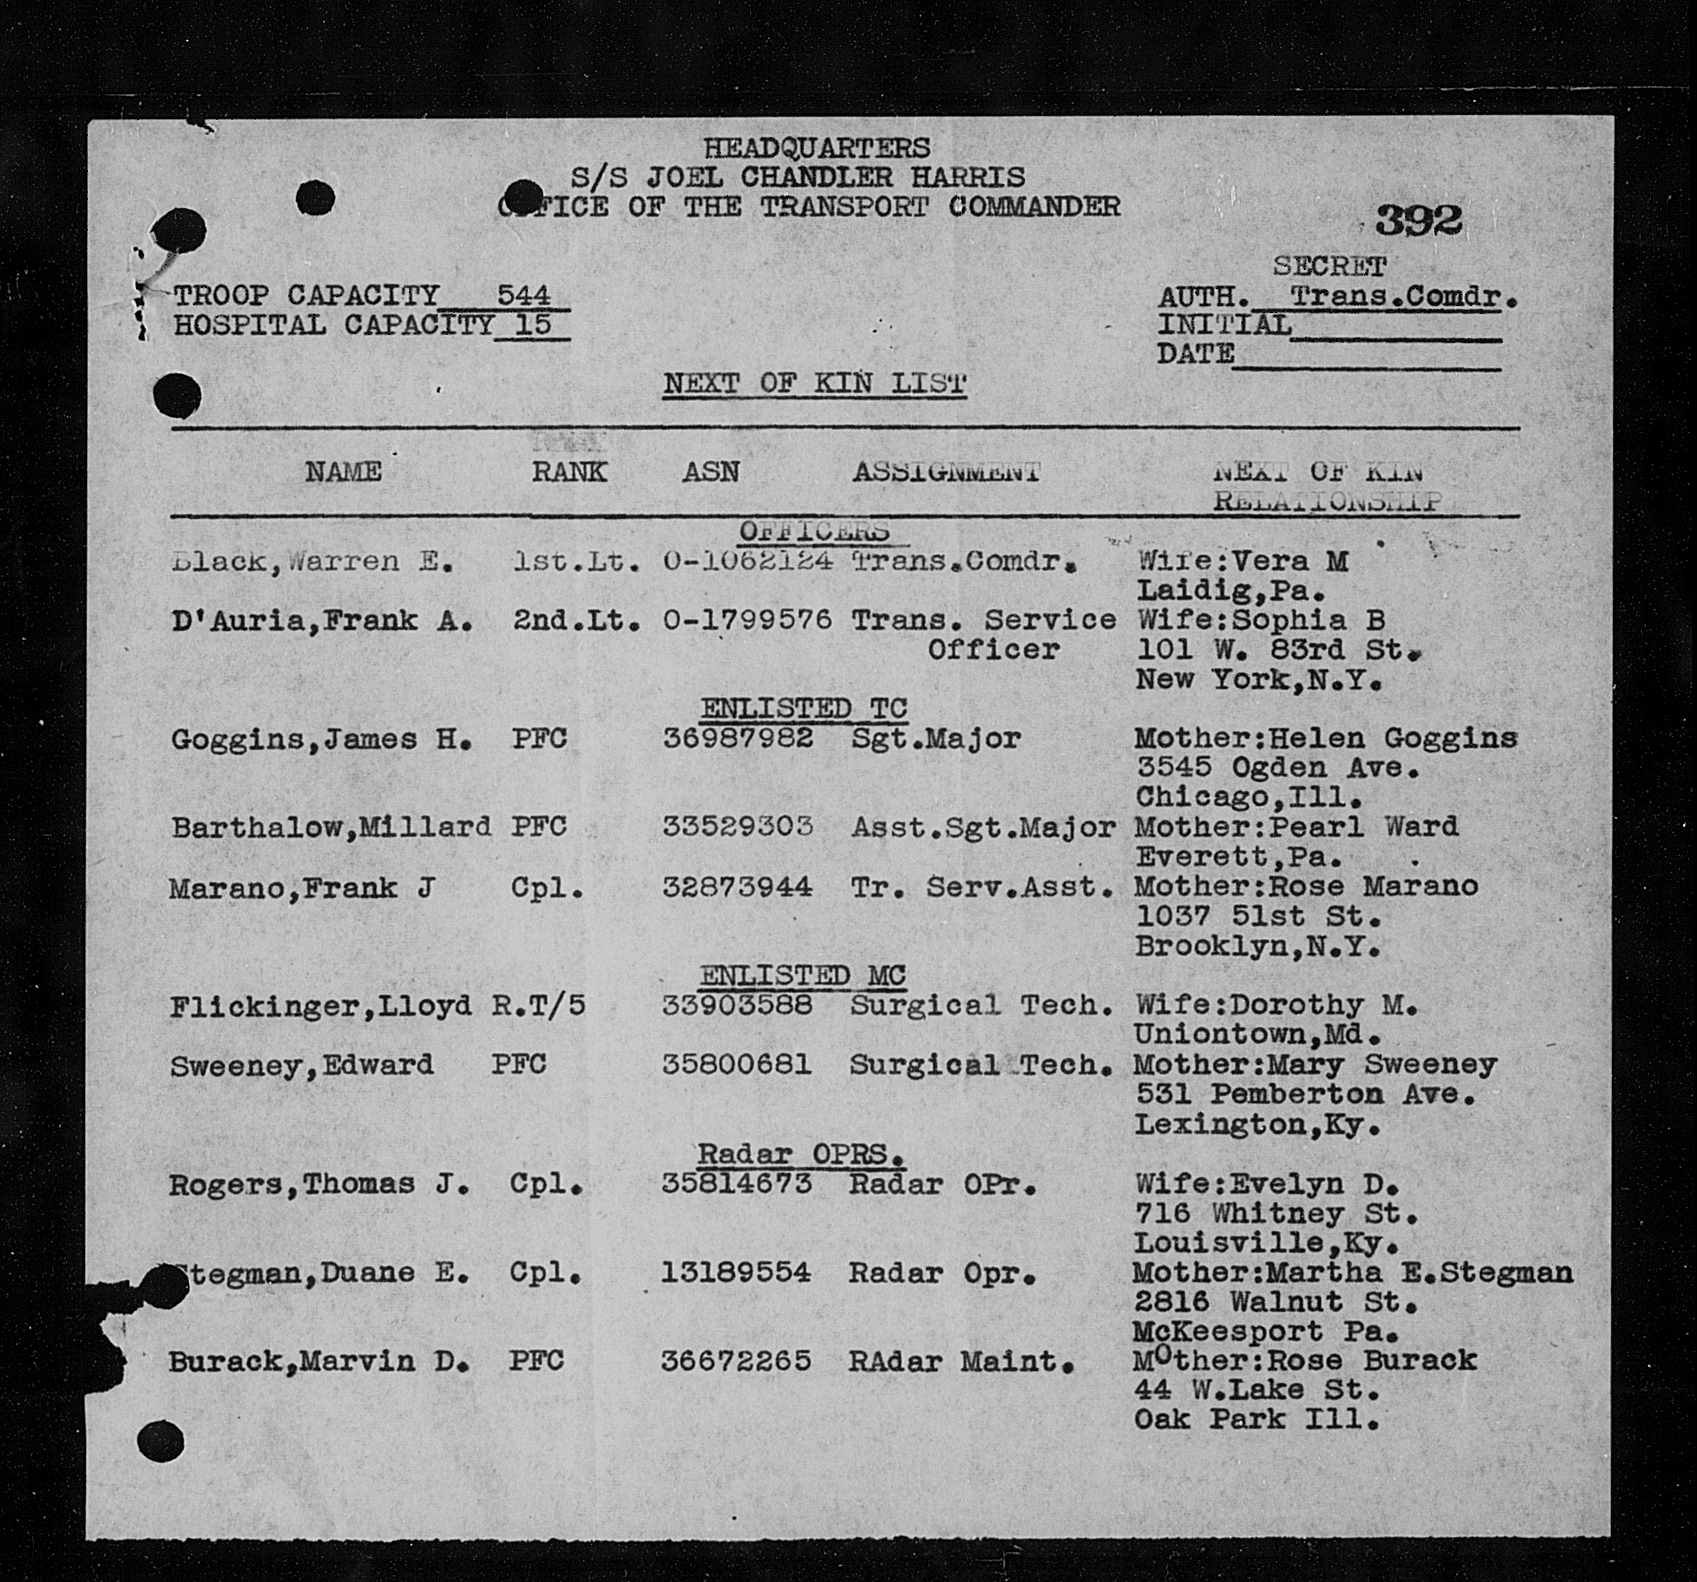 HEADQUARTERS
S/S JOEL CHANDLER HARRIS
OFFICE OF THE TRANSPORT COMMANDER
392
SECRET
TROOP CAPACITY 544 AUTH. Trans.Comdr.
HOSPITAL CAPACITY 15 INITIAL
DATE
NEXT OF KIN LIST
NAME RANK ASN ASSIGNMENT NEXT OF KIN
RELATIONSHIP
OFFICERS
Black,Warren E. 1st.Lt. O-1062124 Trans.Comdr. Wife:Vera M
Laidig,Pa.
D'Auria,Frank A. 2nd.Lt. O-1799576 Trans. Service Wife:Sophia B
Officer 101 W. 83rd St.
New York,N.Y.
ENLISTED TC
Goggins,James H. PFC 36987982 Sgt.Major Mother:Helen Goggins
3545 Ogden Ave.
Chicago,Ill.
Barthalow,Millard PFC 33529303 Asst.Sgt.Major Mother:Pearl Ward
Everett,Pa.
Marano,Frank J Cpl. 32873944 Tr. Serv.Asst. Mother:Rose Marano
1037 51st St.
Brooklyn,N.Y.
ENLISTED MC
Flickinger,Lloyd R.T/5 33903588 Surgical Tech. Wife:Dorothy M.
Uniontown,Md.
Sweeney,Edward PFC 35800681 Surgical Tech. Mother:Mary Sweeney
531 Pemberton Ave.
Lexington,Ky.
Radar OPRS.
Rogers,Thomas J. Cpl. 35814673 Radar OPr. Wife:Evelyn D.
716 Whitney St.
Louisville,Ky.
Stegman,Duane E. Cpl. 13189554 Radar Opr. Mother:Martha E.Stegman
2816 Walnut St.
McKeesport Pa.
Burack,Marvin D. PFC 36672265 RAdar Maint. MOther:Rose Burack
44 W.Lake St.
Oak Park Ill.